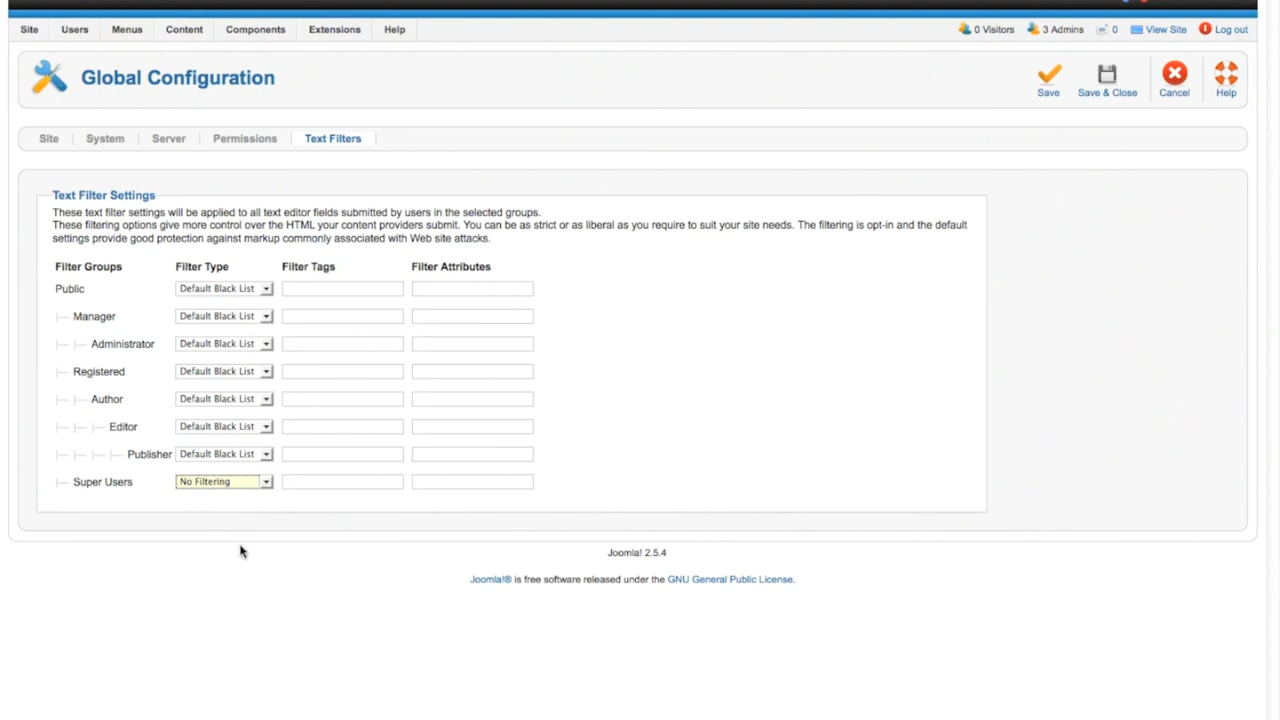 Site Users Menus Content Components Extensions Help 0 Visitors 3 Admins 0 View Site Log out
Global Configuration
Save Save & Close Cancel Help
Site System Server Permissions Text Filters
Text Filter Settings
These text filter settings will be applied to all text editor fields submitted by users in the selected groups.
These filtering options give more control over the HTML your content providers submit. You can be as strict or as liberal as you require to suit your site needs. The filtering is opt-in and the default
settings provide good protection against markup commonly associated with Web site attacks.
Filter Groups Filter Type Filter Tags Filter Attributes
Public Default Black List
Manager Default Black List
Administrator Default Black List
Registered Default Black List
Author Default Black List
Editor Default Black List
Publisher Default Black List
Super Users No Filtering
Joomla! 2.5.4
Joomla!® is free software released under the GNU General Public License.